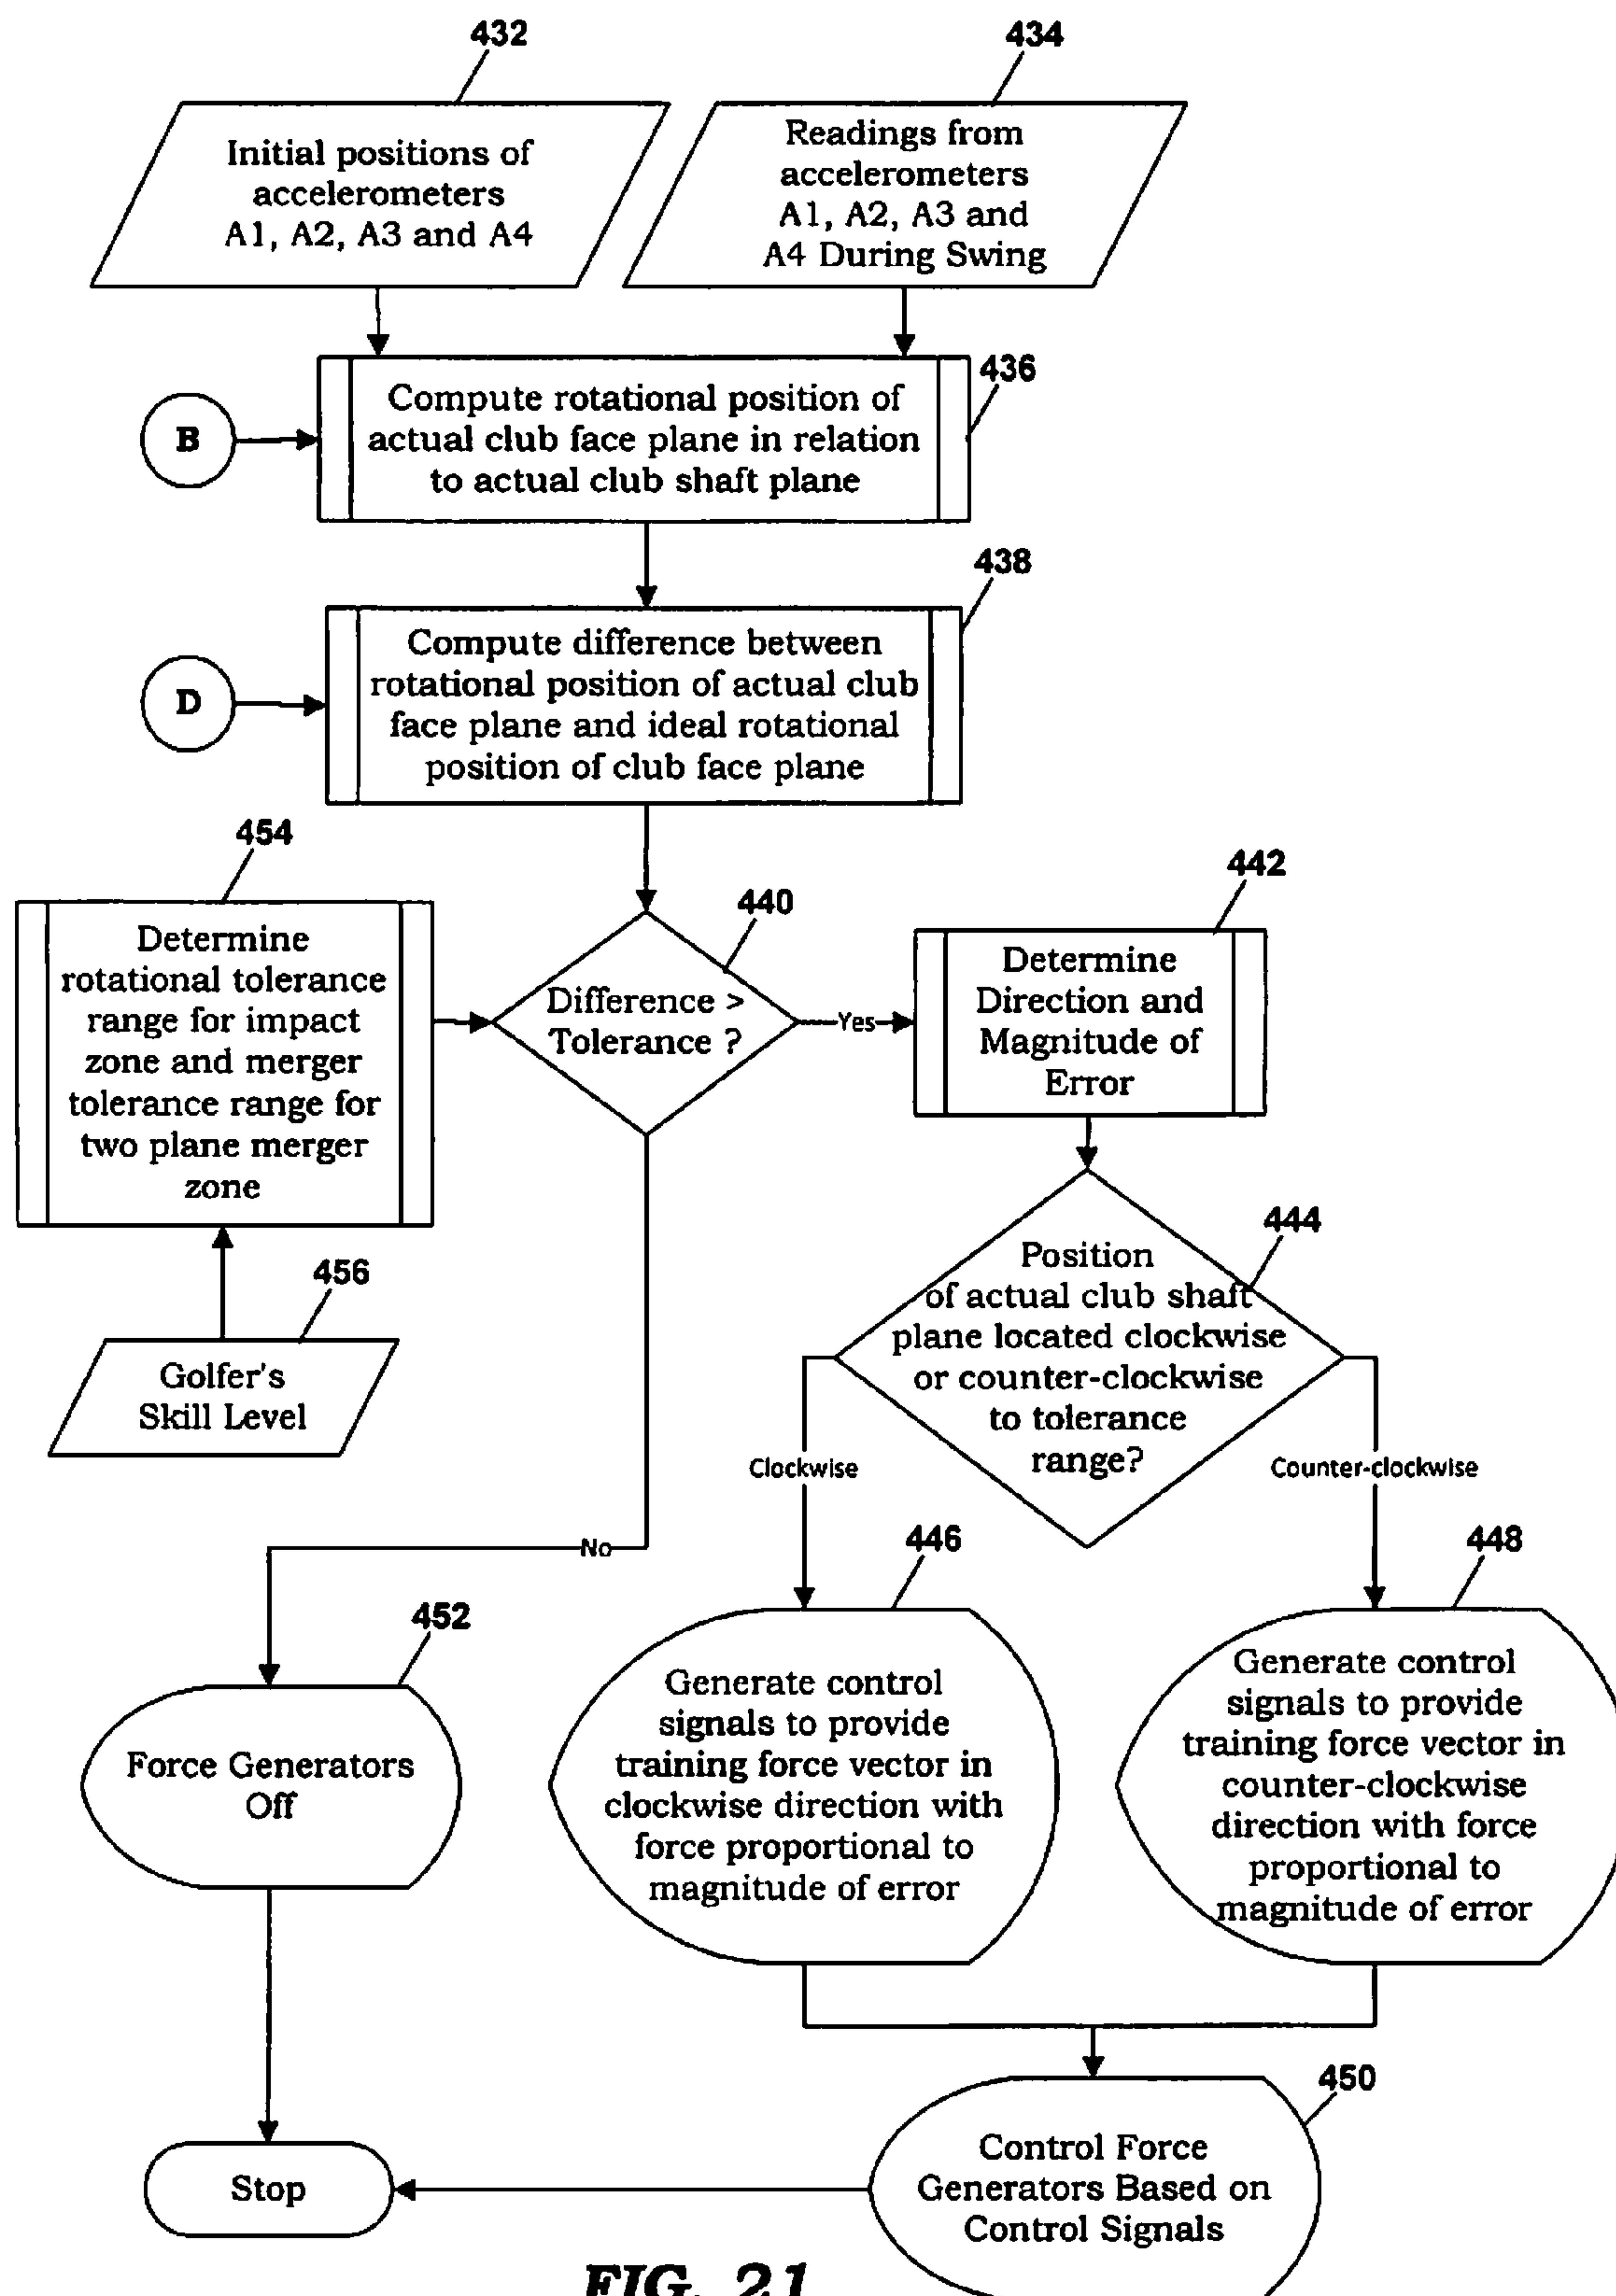 432
434
Initial positions of
accelerometers
A1, A2, A3 and A4
Readings from
accelerometers
A1, A2, A3 and
A4 During Swing
436
B
Compute rotational position of
actual club face plane in relation
to actual club shaft plane
438
D
Compute difference between
rotational position of actual club
face plane and ideal rotational
position of club face plane
454
440
442
Determine
rotational tolerance
range for impact
zone and merger
tolerance range for
two plane merger
zone
Difference >
Tolerance ?
Yes
Determine
Direction and
Magnitude of
Error
444
456
Golfer's
Skill Level
Position
of actual club shaft
plane located clockwise
or counter-clockwise
to tolerance
range?
Clockwise
Counter-clockwise
No
446
448
452
Force Generators
Off
Generate control
signals to provide
training force vector in
clockwise direction with
force proportional to
magnitude of error
Generate control
signals to provide
training force vector in
counter-clockwise
direction with force
proportional to
magnitude of error
450
Stop
Control Force
Generators Based on
Control Signals
FIG. 21